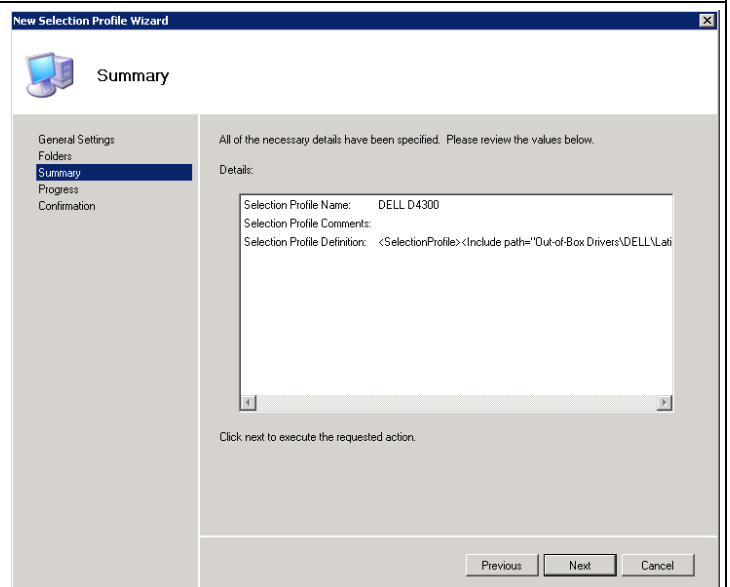 New Selection Profile Wizard
Summary
General Settings
Folders
Summary
Progress
Confirmation
All of the necessary details have been specified. Please review the values below.
Details:
Selection Profile Name: DELL D4300
Selection Profile Comments:
Selection Profile Definition: <SelectionProfile><Include path="Out-of-Box Drivers\DELL\Lati
Click next to execute the requested action.
Previous Next Cancel